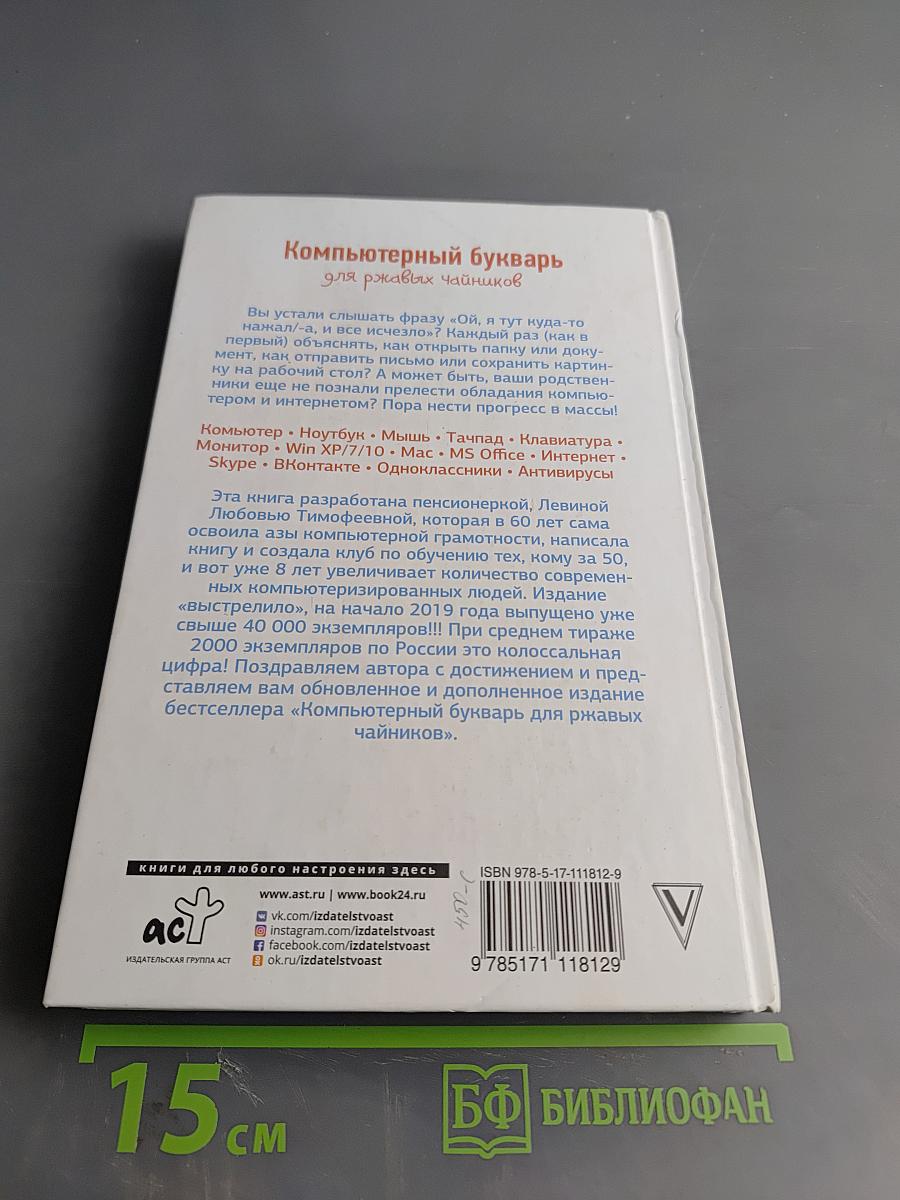 Компьютерный букварь
для ржавых чайников
Вы устали слышать фразу «Ой, я тут куда-то
нажал/-а, и все исчезло»? Каждый раз (как в
первый) объяснять, как открыть папку или доку-
мент, как отправить письмо или сохранить картин-
ку на рабочий стол? А может быть, ваши родствен-
ники еще не познали прелести обладания компью-
тером и интернетом? Пора нести прогресс в массы!
Комьютер • Ноутбук • Мышь • Тачпад • Клавиатура •
Монитор • Win XP/7/10 • Mac • MS Office • Интернет •
Skype • ВКонтакте • Одноклассники • Антивирусы
Эта книга разработана пенсионеркой, Левиной
Любовью Тимофеевной, которая в 60 лет сама
освоила азы компьютерной грамотности, написала
книгу и создала клуб по обучению тех, кому за 50,
и вот уже 8 лет увеличивает количество современ-
ных компьютеризированных людей. Издание
«выстрелило», на начало 2019 года выпущено уже
свыше 40 000 экземпляров!!! При среднем тираже
2000 экземпляров по России это колоссальная
цифра! Поздравляем автора с достижением и пред-
ставляем вам обновленное и дополненное издание
бестселлера «Компьютерный букварь для ржавых
чайников».
книги для любого настроения здесь
аст
ИЗДАТЕЛЬСКАЯ ГРУППА АСТ
www.ast.ru | www.book24.ru
vk.com/izdatelstvoast
instagram.com/izdatelstvoast
facebook.com/izdatelstvoast
ok.ru/izdatelstvoast
450-с
ISBN 978-5-17-111812-9
9 785171 118129
V
15 см
БФ БИБЛИОФАН